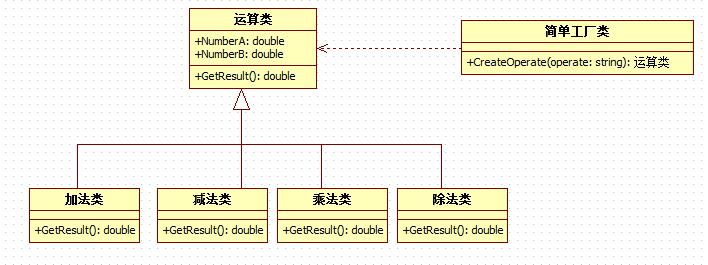 运算类
+NumberA: double
+NumberB: double
+GetResult(): double
简单工厂类
+CreateOperate(operate: string): 运算类
加法类
+GetResult(): double
减法类
+GetResult(): double
乘法类
+GetResult(): double
除法类
+GetResult(): double